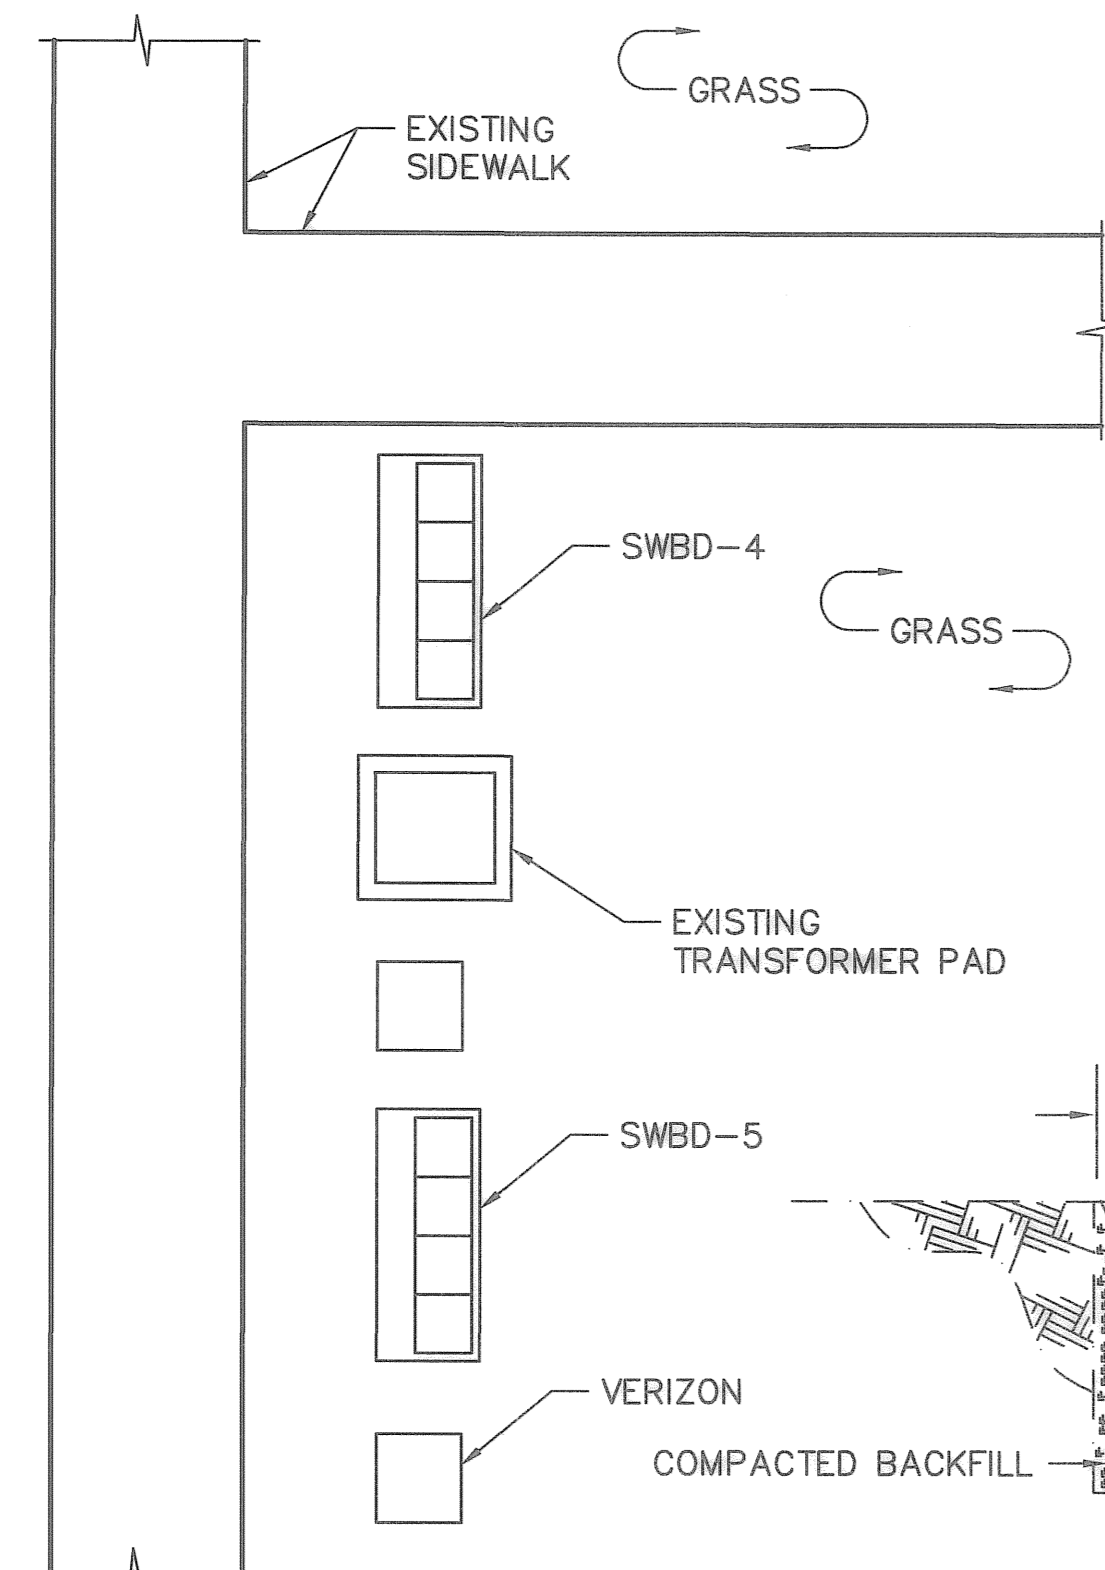 GRASS
EXISTING
SIDEWALK
SWBD-4
GRASS
EXISTING
TRANSFORMER PAD
SWBD-5
VERIZON
COMPACTED BACKFILL